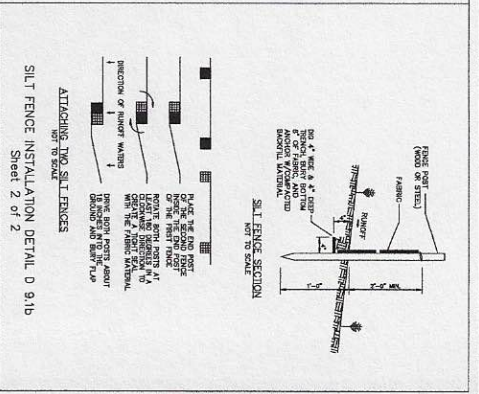 FENCE POST
(WOOD OR STEEL)
FABRIC
RUNOFF
DIG 4" WIDE & 4" DEEP
TRENCH, BURY BOTTOM
8" OF FABRIC, AND
ANCHOR W/COMPACTED
BACKFILL MATERIAL
4"
4"
SILT FENCE SECTION
NOT TO SCALE
PLACE THE END POST
OF THE SECOND FENCE
INSIDE THE END POST
OF THE FIRST FENCE
ROTATE BOTH POSTS AT
LEAST 180 DEGREES IN A
CLOCKWISE DIRECTION TO
CREATE A TIGHT SEAL
WITH THE FABRIC MATERIAL
DIRECTION OF RUNOFF WATERS
DRIVE BOTH POSTS ABOUT
18 INCHES INTO THE
GROUND AND BURY FLAP
ATTACHING TWO SILT FENCES
NOT TO SCALE
SILT FENCE INSTALLATION DETAIL D 9.1b
Sheet 2 of 2